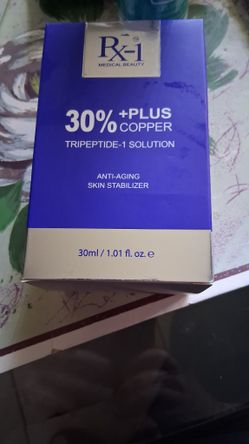 Rx-1
MEDICAL BEAUTY
30% +PLUS
COPPER
TRIPEPTIDE-1 SOLUTION
ANTI-AGING
SKIN STABILIZER
30ml / 1.01 fl. oz. e